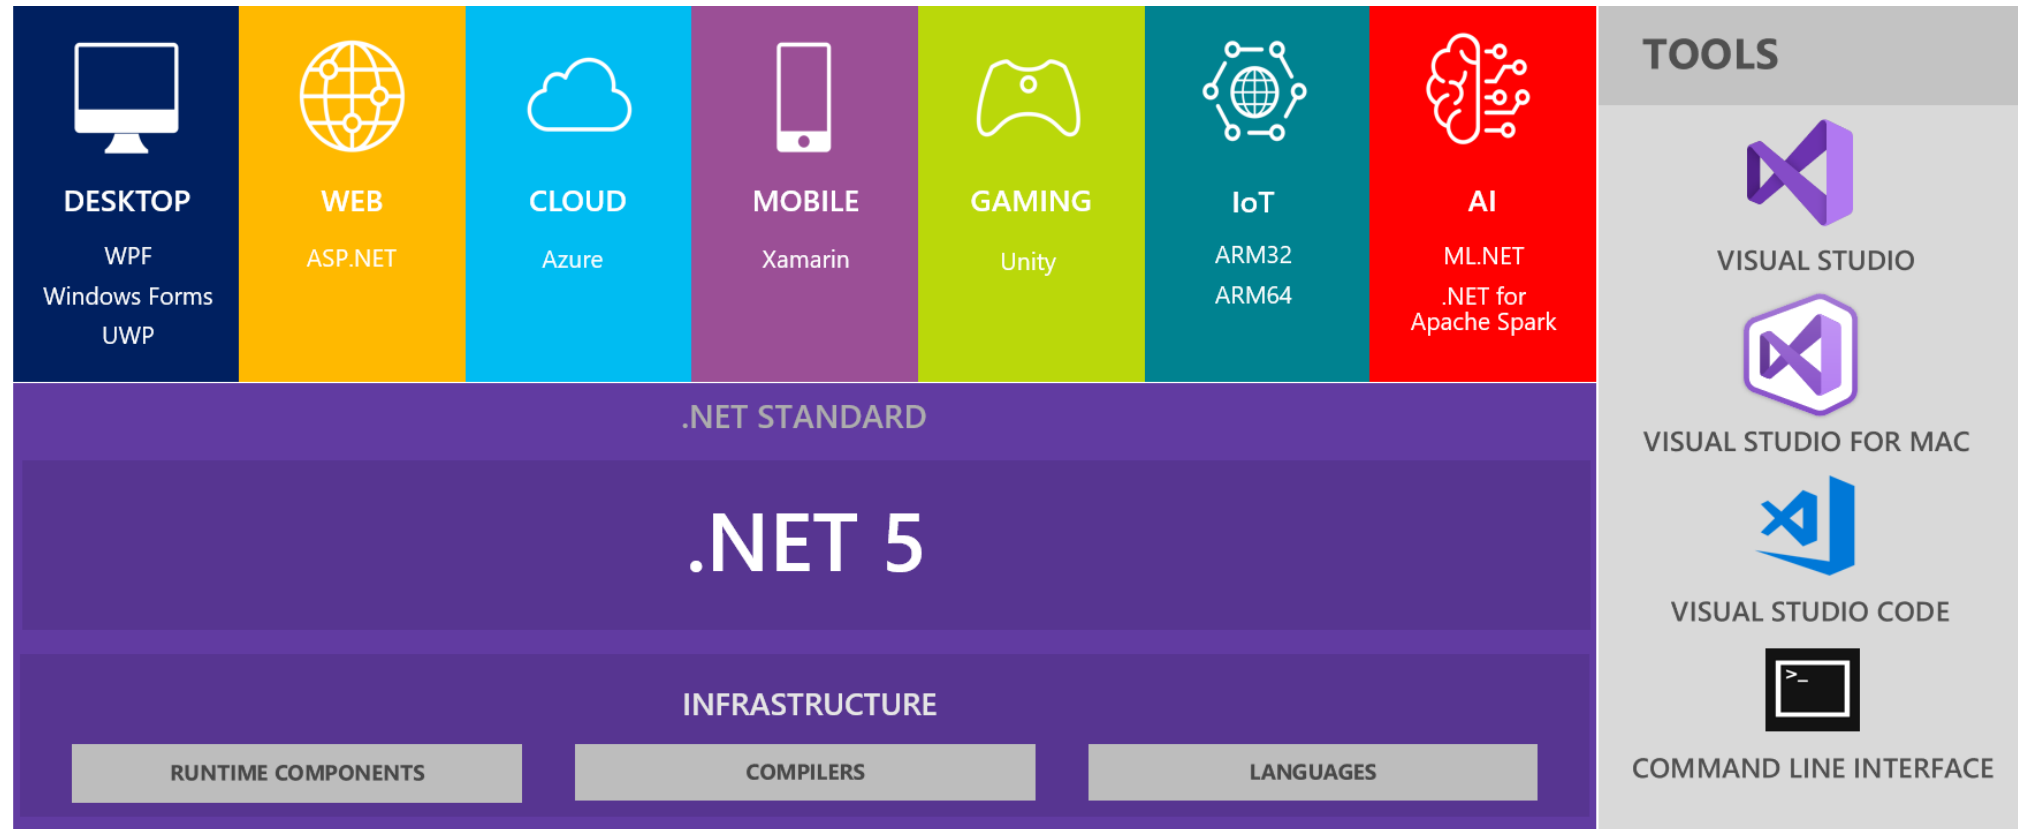 DESKTOP
WPF
Windows Forms
UWP
WEB
ASP.NET
CLOUD
Azure
MOBILE
Xamarin
GAMING
Unity
IoT
ARM32
ARM64
AI
ML.NET
.NET for
Apache Spark
.NET STANDARD
.NET 5
INFRASTRUCTURE
RUNTIME COMPONENTS
COMPILERS
LANGUAGES
TOOLS
VISUAL STUDIO
VISUAL STUDIO FOR MAC
VISUAL STUDIO CODE
>_
COMMAND LINE INTERFACE